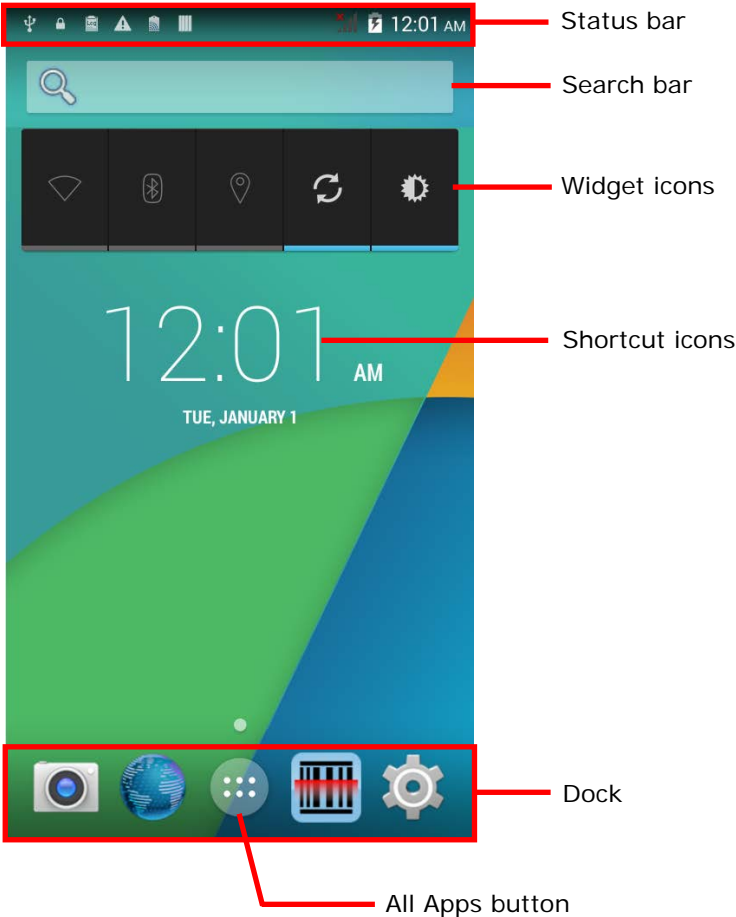 12:01 AM
Status bar
Search bar
Widget icons
12:01 AM
Shortcut icons
TUE, JANUARY 1
Dock
All Apps button